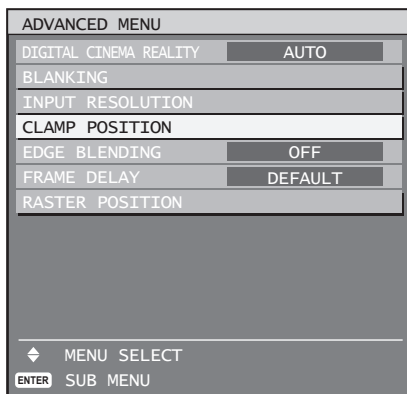 ADVANCED MENU
DIGITAL CINEMA REALITY AUTO
BLANKING
INPUT RESOLUTION
CLAMP POSITION
EDGE BLENDING OFF
FRAME DELAY DEFAULT
RASTER POSITION
MENU SELECT
ENTER SUB MENU